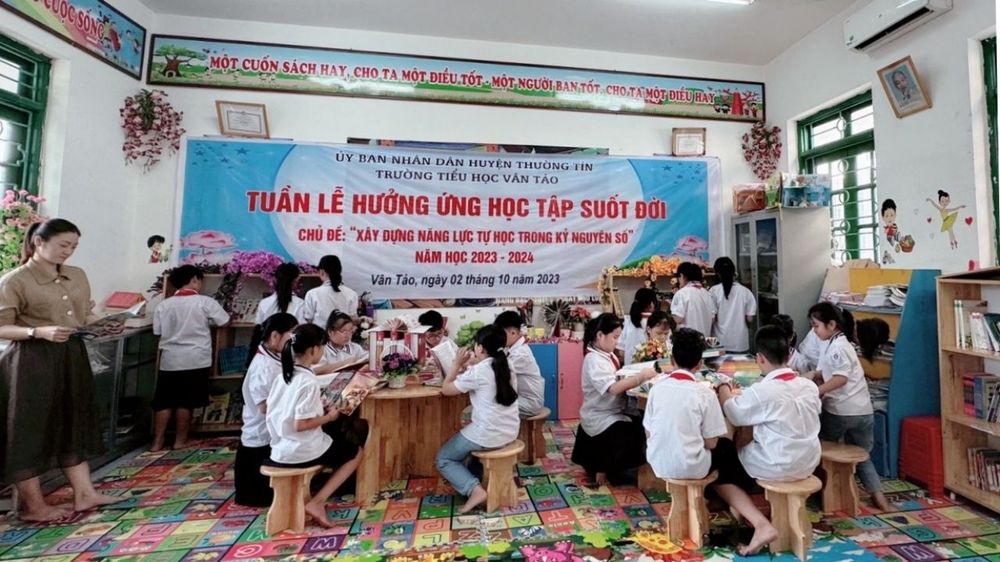 CUỘC SỐNG
MỘT CUỐN SÁCH HAY, CHO TA MỘT ĐIỀU TỐT - MỘT NGƯỜI BẠN TỐT, CHO TA MỘT ĐIỀU HAY
ỦY BAN NHÂN DÂN HUYỆN THƯỜNG TÍN
TRƯỜNG TIỂU HỌC VÂN TẢO
TUẦN LỄ HƯỞNG ỨNG HỌC TẬP SUỐT ĐỜI
CHỦ ĐỀ: "XÂY DỰNG NĂNG LỰC TỰ HỌC TRONG KỶ NGUYÊN SỐ"
NĂM HỌC 2023 - 2024
Vân Tảo, ngày 02 tháng 10 năm 2023